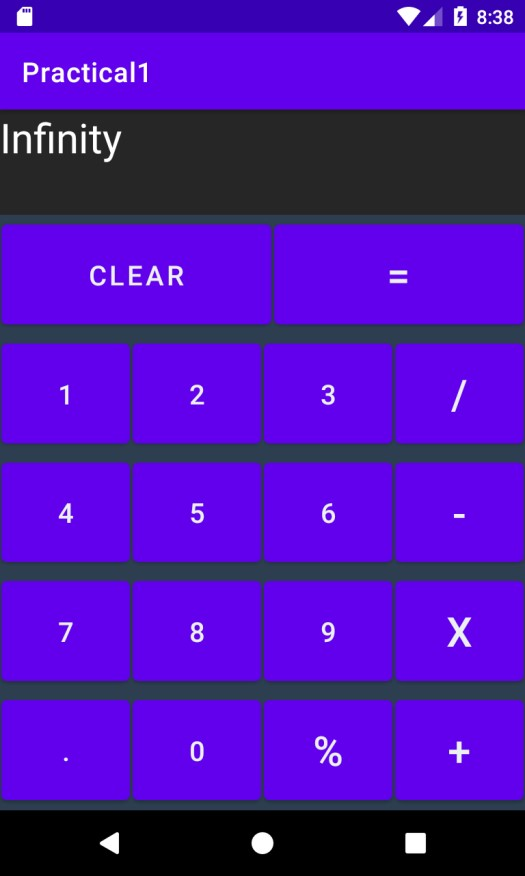 8:38
Practical1
Infinity
CLEAR =
1 2 3 /
4 5 6 -
7 8 9 X
. 0 % +